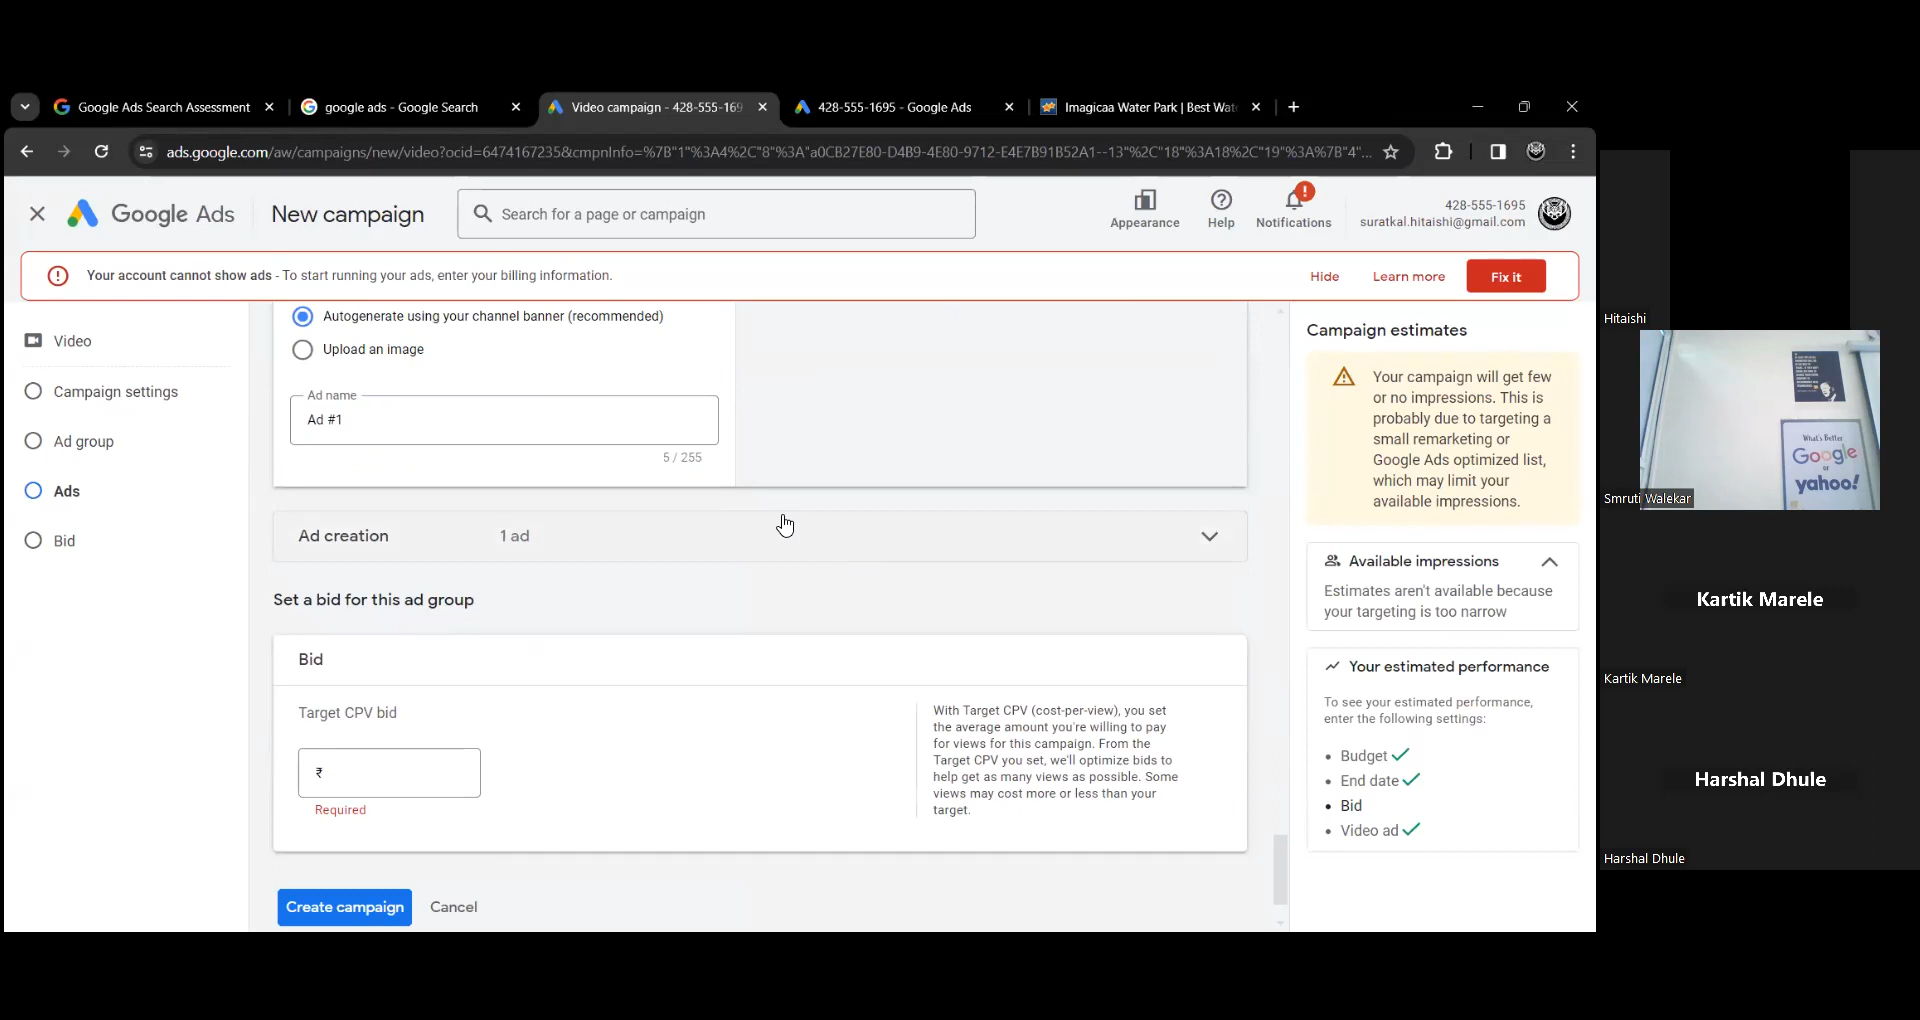 Google Ads Search Assessment
google ads - Google Search
Video campaign - 428-555-169
428-555-1695 - Google Ads
Imagicaa Water Park | Best Wat
ads.google.com/aw/campaigns/new/video?ocid=6474167235&cmpnInfo=%7B"1"%3A4%2C"8"%3A"a0CB27E80-D4B9-4E80-9712-E4E7B91B52A1--13"%2C"18"%3A18%2C"19"%3A%7B"4"...
Google Ads
New campaign
Search for a page or campaign
Appearance
Help
Notifications
428-555-1695
suratkal.hitaishi@gmail.com
Your account cannot show ads - To start running your ads, enter your billing information.
Hide
Learn more
Fix it
Video
Campaign settings
Ad group
Ads
Bid
Autogenerate using your channel banner (recommended)
Upload an image
Ad name
Ad #1
5 / 255
Ad creation
1 ad
Set a bid for this ad group
Bid
Target CPV bid
₹
Required
With Target CPV (cost-per-view), you set
the average amount you're willing to pay
for views for this campaign. From the
Target CPV you set, we'll optimize bids to
help get as many views as possible. Some
views may cost more or less than your
target.
Create campaign
Cancel
Campaign estimates
Your campaign will get few
or no impressions. This is
probably due to targeting a
small remarketing or
Google Ads optimized list,
which may limit your
available impressions.
Available impressions
Estimates aren't available because
your targeting is too narrow
Your estimated performance
To see your estimated performance,
enter the following settings:
• Budget
• End date
• Bid
• Video ad
Hitaishi
What's Better
Google
or
yahoo!
Smruti Walekar
Kartik Marele
Kartik Marele
Harshal Dhule
Harshal Dhule